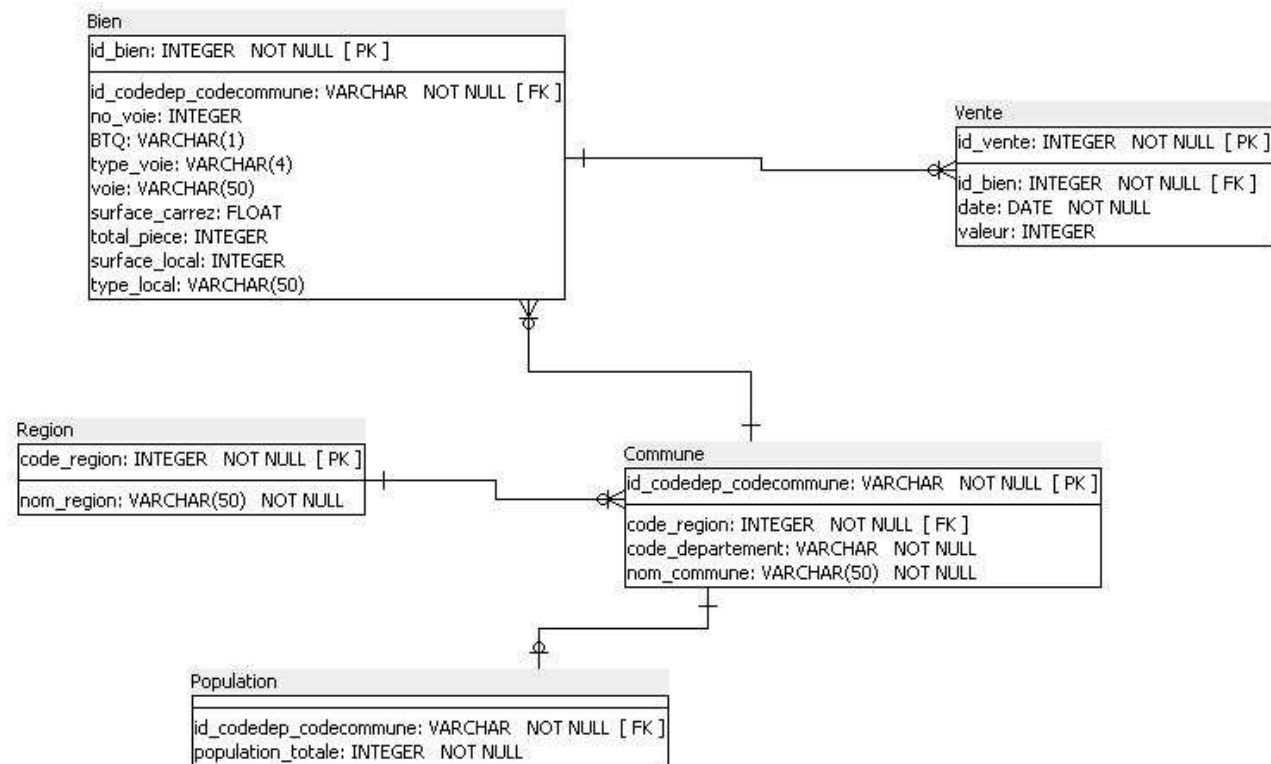 Bien
id_bien: INTEGER NOT NULL [ PK ]
id_codedep_codecommune: VARCHAR NOT NULL [ FK ]
no_voie: INTEGER
BTQ: VARCHAR(1)
type_voie: VARCHAR(4)
voie: VARCHAR(50)
surface_carrez: FLOAT
total_piece: INTEGER
surface_local: INTEGER
type_local: VARCHAR(50)
Vente
id_vente: INTEGER NOT NULL [ PK ]
id_bien: INTEGER NOT NULL [ FK ]
date: DATE NOT NULL
valeur: INTEGER
Region
code_region: INTEGER NOT NULL [ PK ]
nom_region: VARCHAR(50) NOT NULL
Commune
id_codedep_codecommune: VARCHAR NOT NULL [ PK ]
code_region: INTEGER NOT NULL [ FK ]
code_departement: VARCHAR NOT NULL
nom_commune: VARCHAR(50) NOT NULL
Population
id_codedep_codecommune: VARCHAR NOT NULL [ FK ]
population_totale: INTEGER NOT NULL